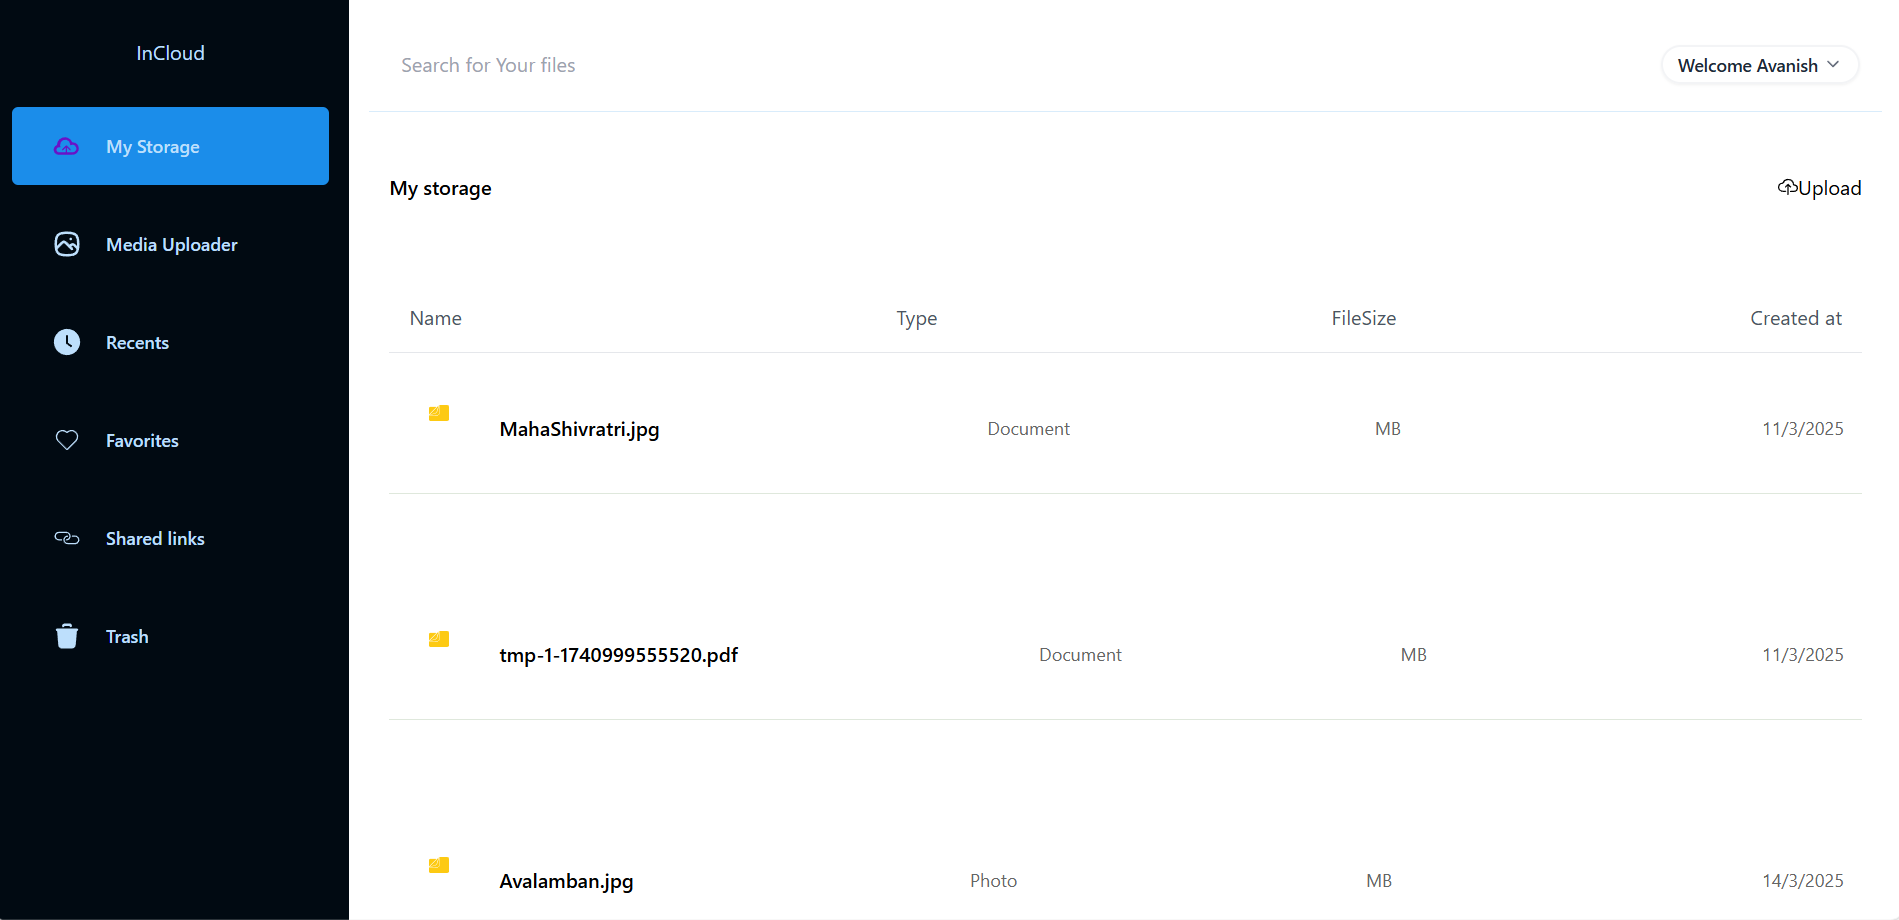 InCloud
My Storage
Media Uploader
Recents
Favorites
Shared links
Trash
Search for Your files
Welcome Avanish
My storage
Upload
Name Type FileSize Created at
MahaShivratri.jpg Document MB 11/3/2025
tmp-1-1740999555520.pdf Document MB 11/3/2025
Avalamban.jpg Photo MB 14/3/2025